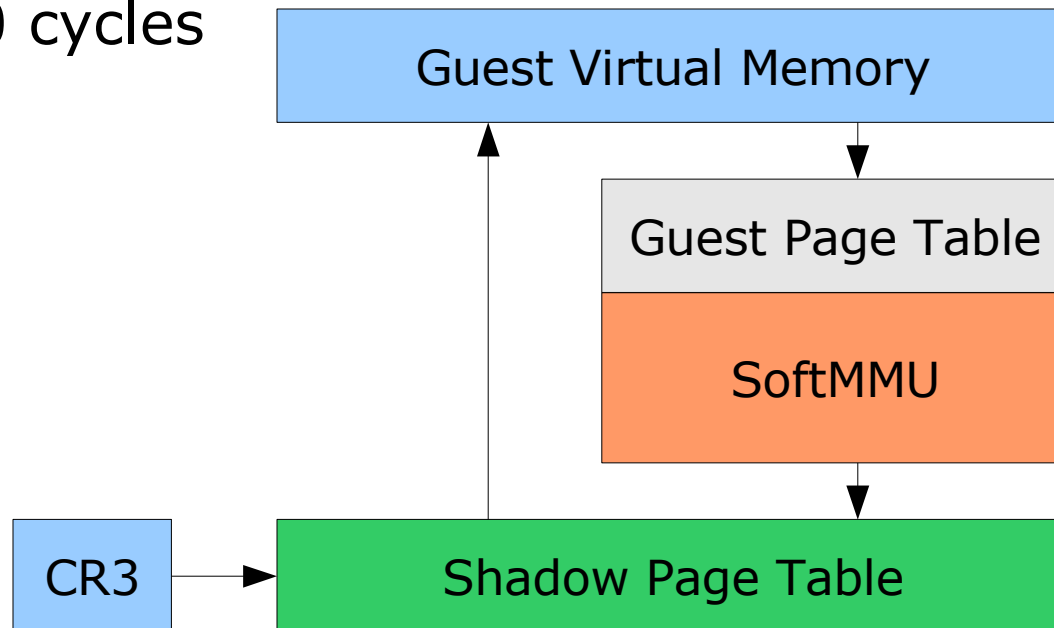 cycles
Guest Virtual Memory
Guest Page Table
SoftMMU
CR3
Shadow Page Table